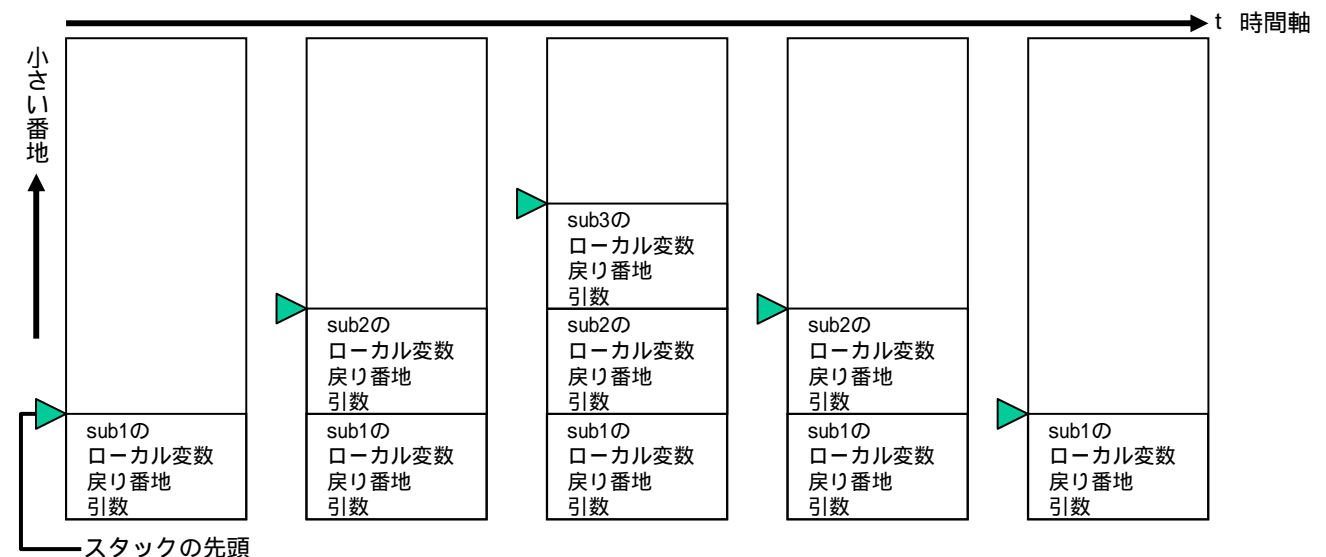 t 時間軸
小さい番地
sub3の
ローカル変数
戻り番地
引数
sub2の
ローカル変数
戻り番地
引数
sub2の
ローカル変数
戻り番地
引数
sub2の
ローカル変数
戻り番地
引数
sub1の
ローカル変数
戻り番地
引数
sub1の
ローカル変数
戻り番地
引数
sub1の
ローカル変数
戻り番地
引数
sub1の
ローカル変数
戻り番地
引数
sub1の
ローカル変数
戻り番地
引数
スタックの先頭